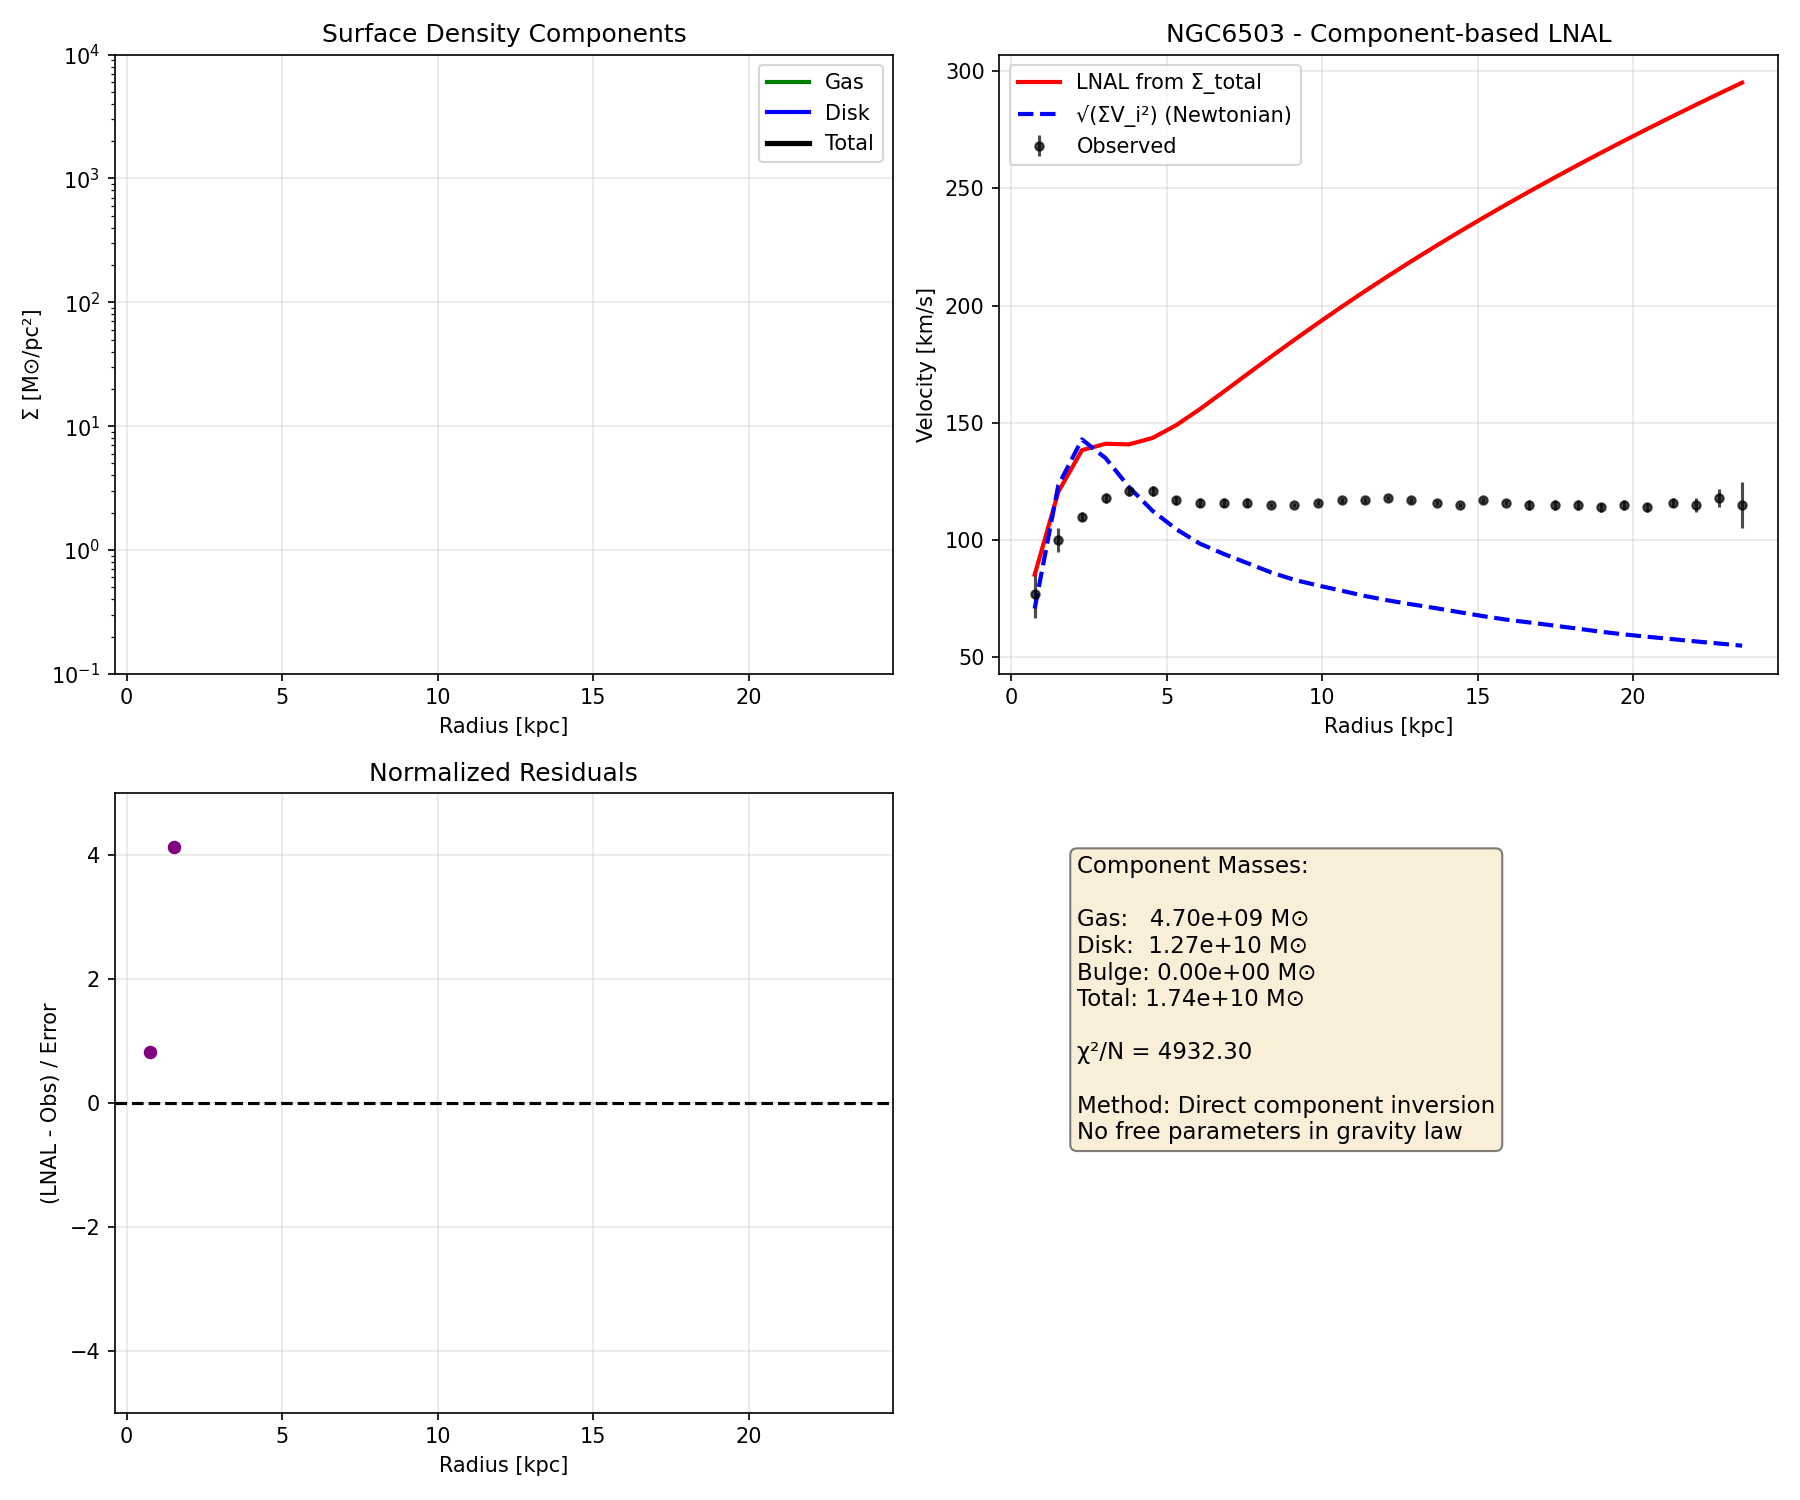 Surface Density Components
10⁴
10³
10²
10¹
10⁰
10⁻¹
Σ [M⊙/pc²]
Gas
Disk
Total
0 5 10 15 20
Radius [kpc]
NGC6503 - Component-based LNAL
300
250
200
150
100
50
Velocity [km/s]
LNAL from Σ_total
√(ΣV_i²) (Newtonian)
Observed
0 5 10 15 20
Radius [kpc]
Normalized Residuals
4
2
0
−2
−4
(LNAL - Obs) / Error
0 5 10 15 20
Radius [kpc]
Component Masses:
Gas: 4.70e+09 M⊙
Disk: 1.27e+10 M⊙
Bulge: 0.00e+00 M⊙
Total: 1.74e+10 M⊙
χ²/N = 4932.30
Method: Direct component inversion
No free parameters in gravity law